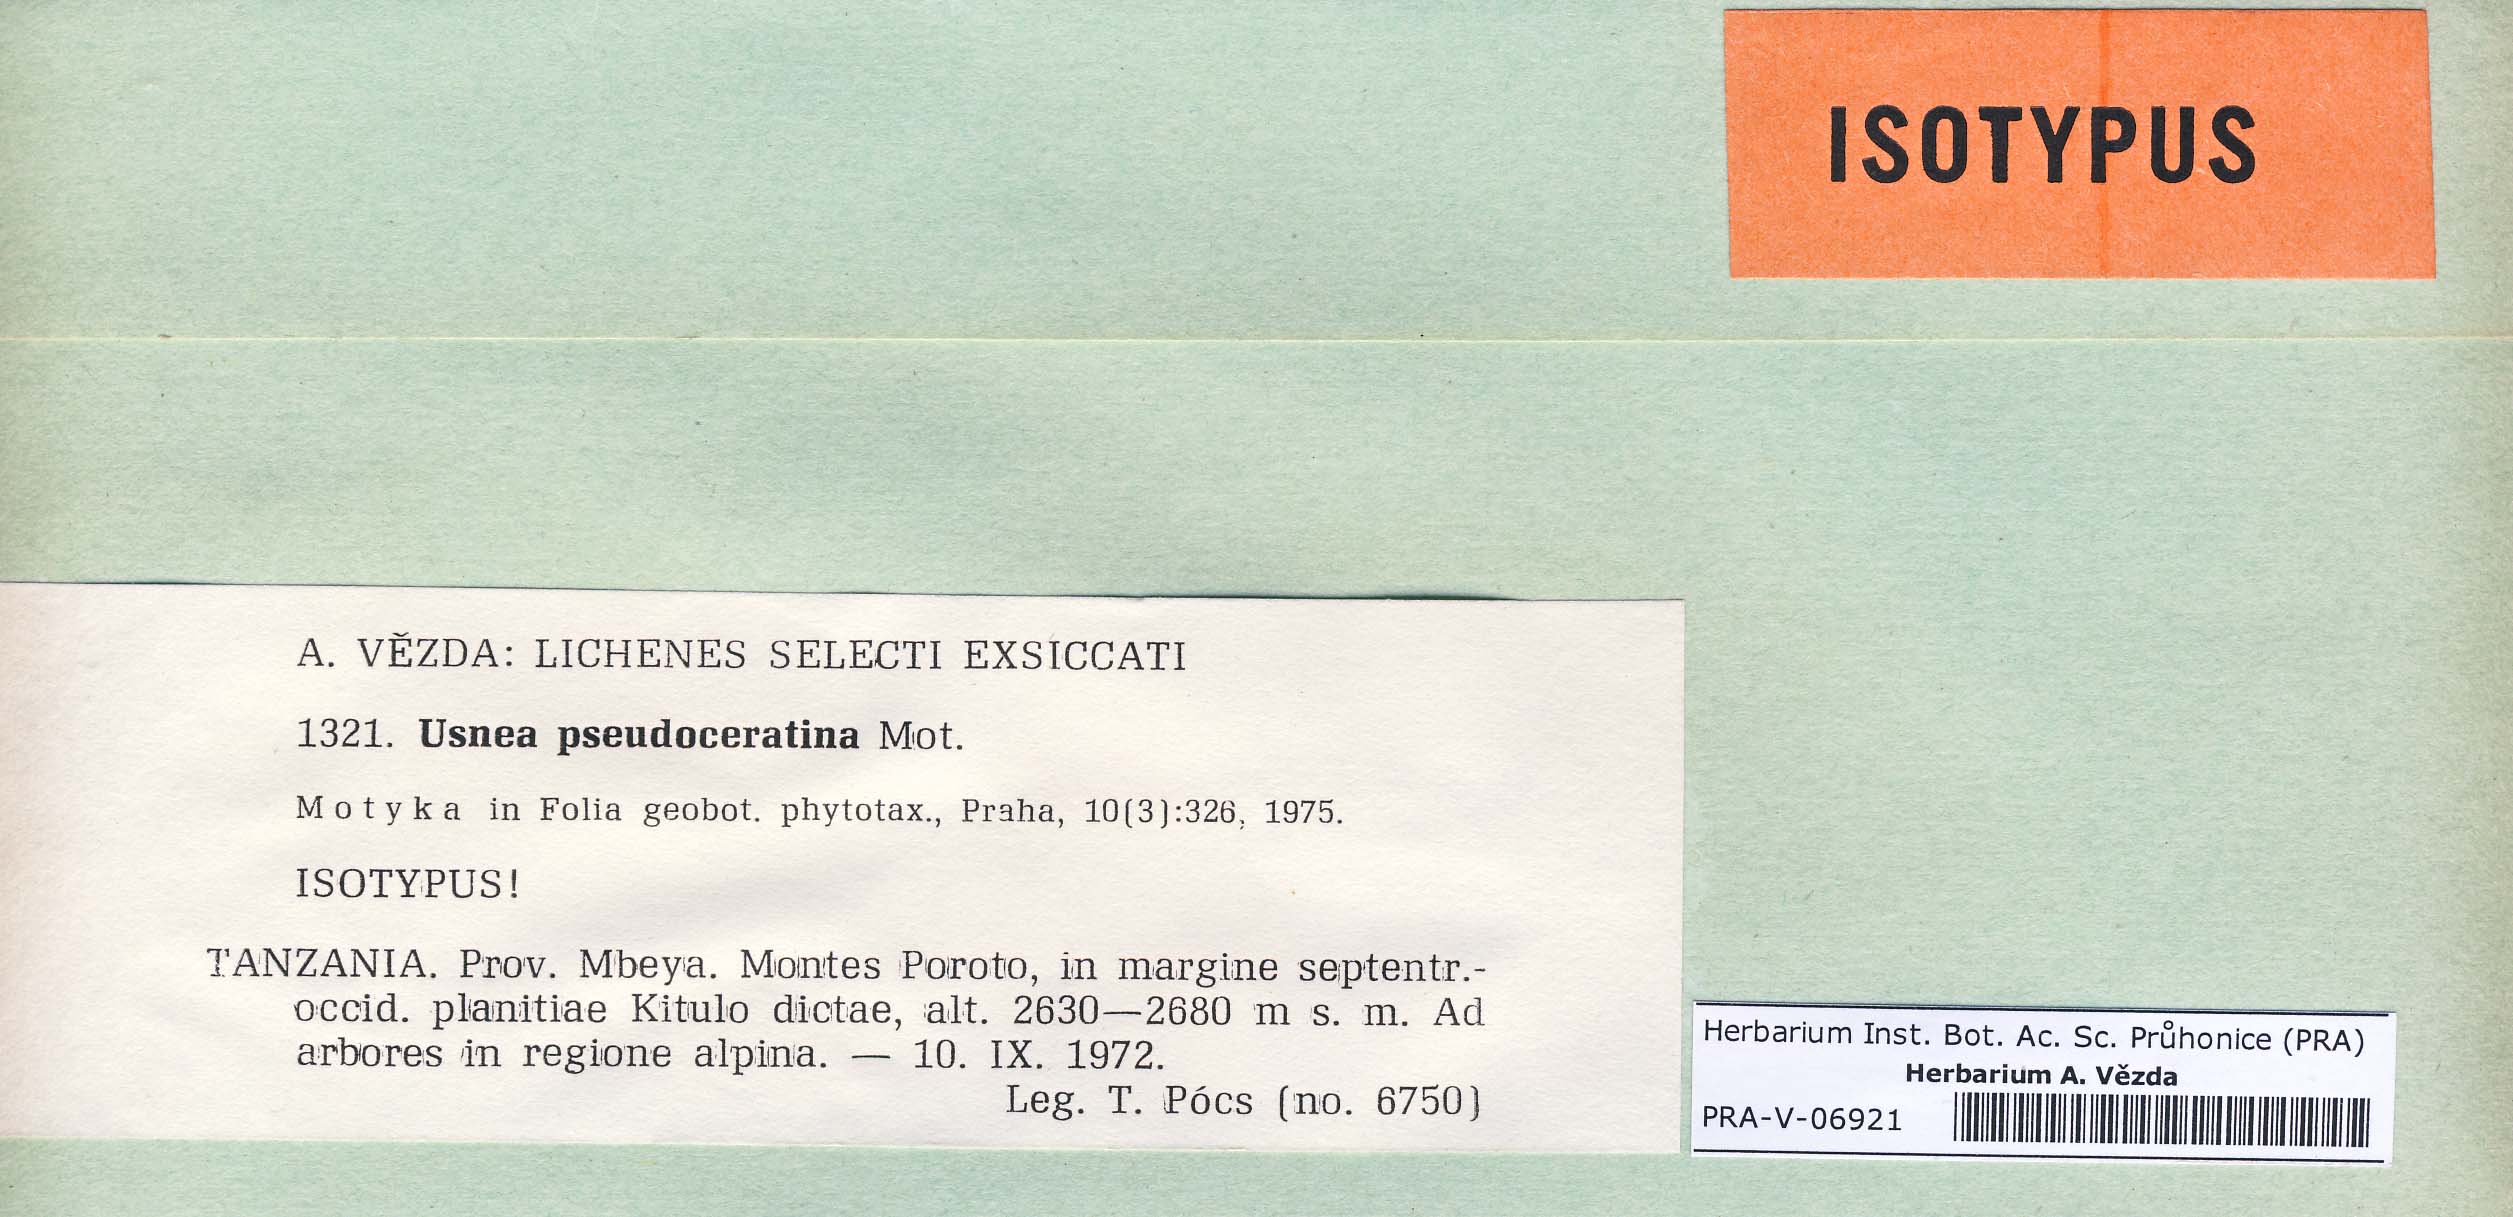 ISOTYPUS
A. VĚZDA: LICHENES SELECTI EXSICCATI
1321. Usnea pseudoceratina Mot.
Motyka in Folia geobot. phytotax., Praha, 10(3):326, 1975.
ISOTYPUS!
TANZANIA. Prov. Mbeya. Montes Poroto, in margine septentr.-
occid. planitiae Kitulo dictae, alt. 2630—2680 m s. m. Ad
arbores in regione alpina. — 10. IX. 1972.
Leg. T. Pócs (no. 6750)
Herbarium Inst. Bot. Ac. Sc. Průhonice (PRA)
Herbarium A. Vězda
PRA-V-06921